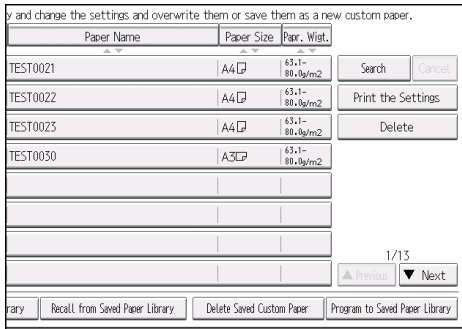 y and change the settings and overwrite them or save them as a new custom paper.
Paper Name Paper Size Papr. Wigt.
TEST0021 A4 63.1-80.0g/m2
Search Cancel
TEST0022 A4 63.1-80.0g/m2
Print the Settings
TEST0023 A4 63.1-80.0g/m2
Delete
TEST0030 A3 63.1-80.0g/m2
1/13
▲ Previous ▼ Next
rary Recall from Saved Paper Library Delete Saved Custom Paper Program to Saved Paper Library